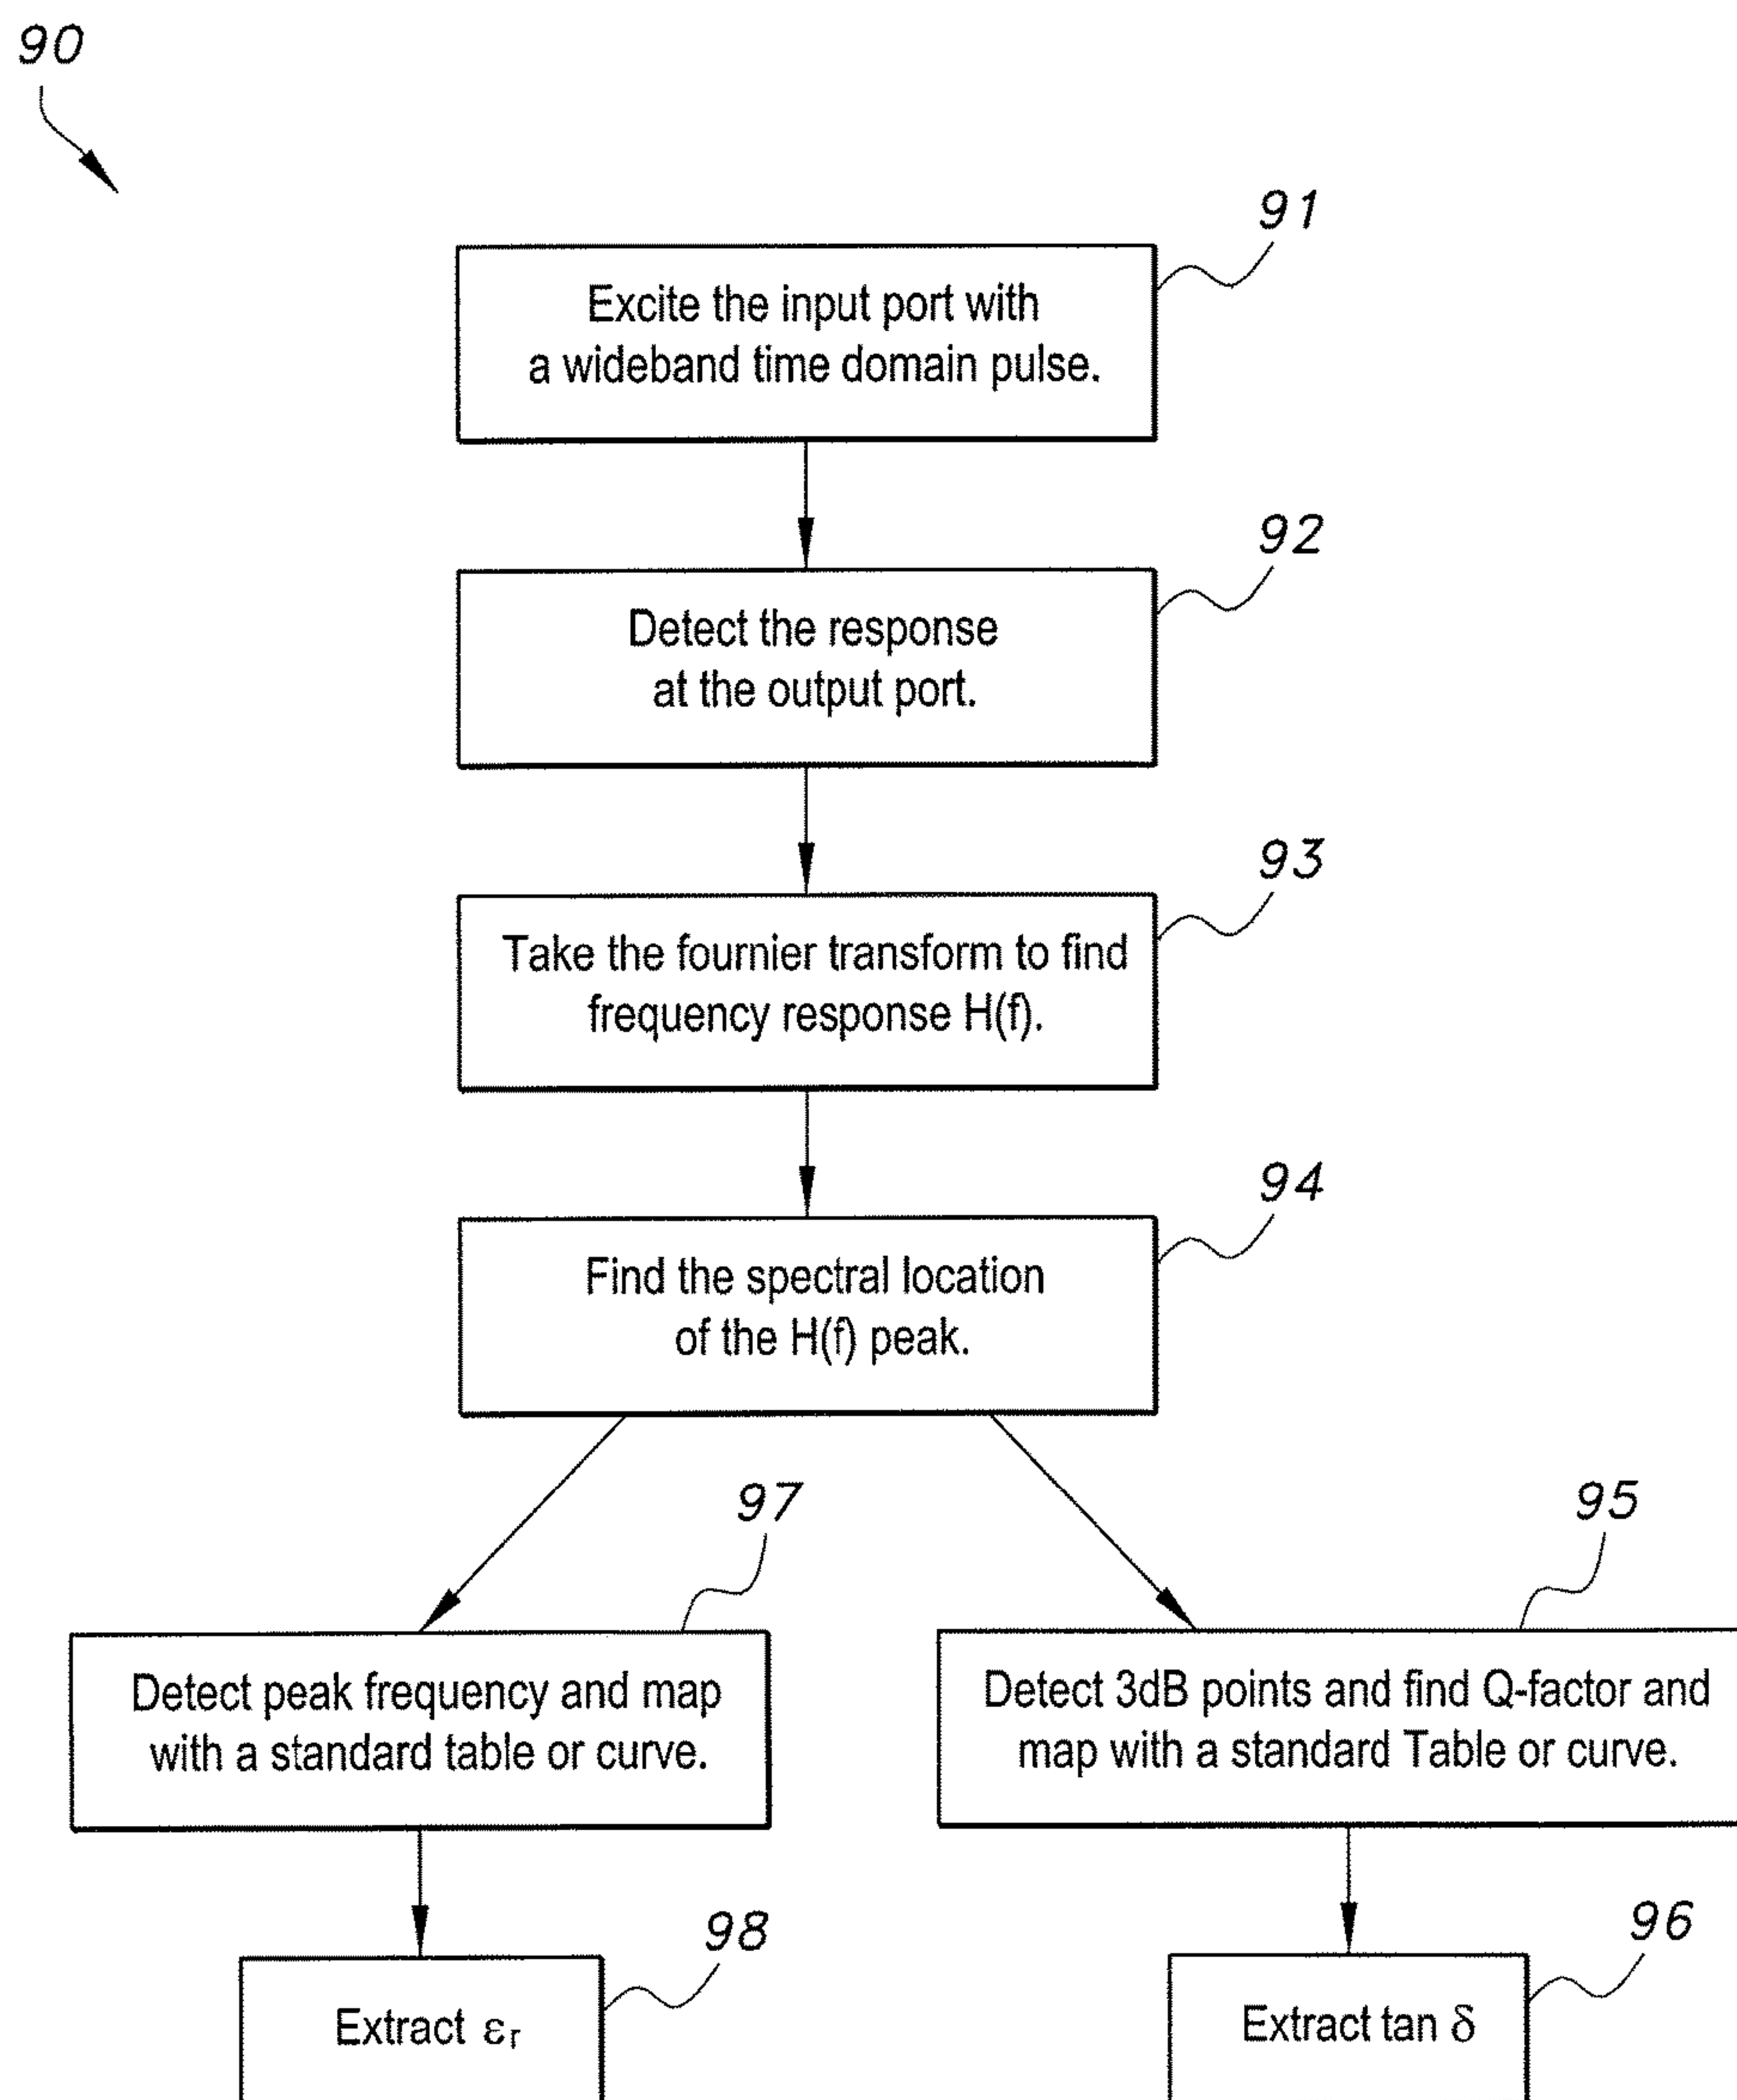 90
91
Excite the input port with
a wideband time domain pulse.
92
Detect the response
at the output port.
93
Take the fournier transform to find
frequency response H(f).
94
Find the spectral location
of the H(f) peak.
97
Detect peak frequency and map
with a standard table or curve.
95
Detect 3dB points and find Q-factor and
map with a standard Table or curve.
98
Extract εr
96
Extract tan δ